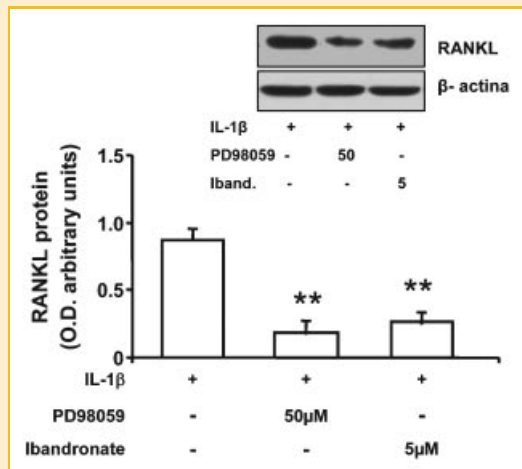 RANKL
β- actina
IL-1β + + +
PD98059 - 50 -
Iband. - - 5
RANKL protein
(O.D. arbitrary units)
1.5
1.0
0.5
0
** **
IL-1β + + +
PD98059 - 50µM -
Ibandronate - - 5µM